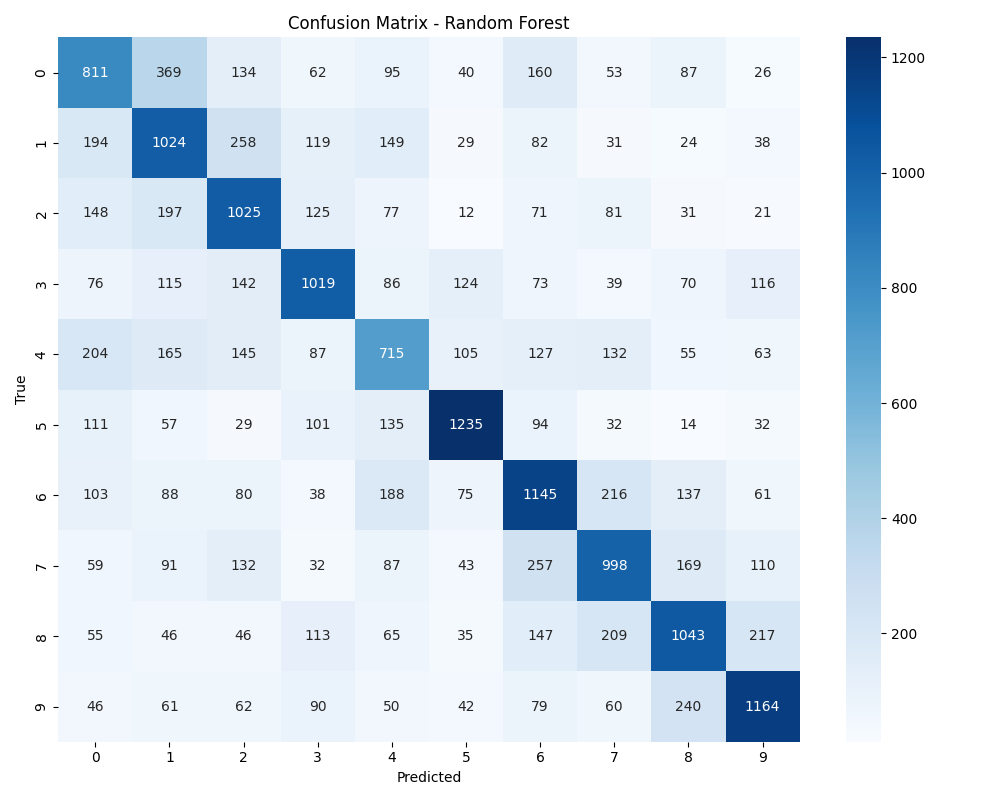 Confusion Matrix - Random Forest
0 811 369 134 62 95 40 160 53 87 26
1 194 1024 258 119 149 29 82 31 24 38
2 148 197 1025 125 77 12 71 81 31 21
3 76 115 142 1019 86 124 73 39 70 116
4 204 165 145 87 715 105 127 132 55 63
5 111 57 29 101 135 1235 94 32 14 32
6 103 88 80 38 188 75 1145 216 137 61
7 59 91 132 32 87 43 257 998 169 110
8 55 46 46 113 65 35 147 209 1043 217
9 46 61 62 90 50 42 79 60 240 1164
0 1 2 3 4 5 6 7 8 9
Predicted
True
1200
1000
800
600
400
200